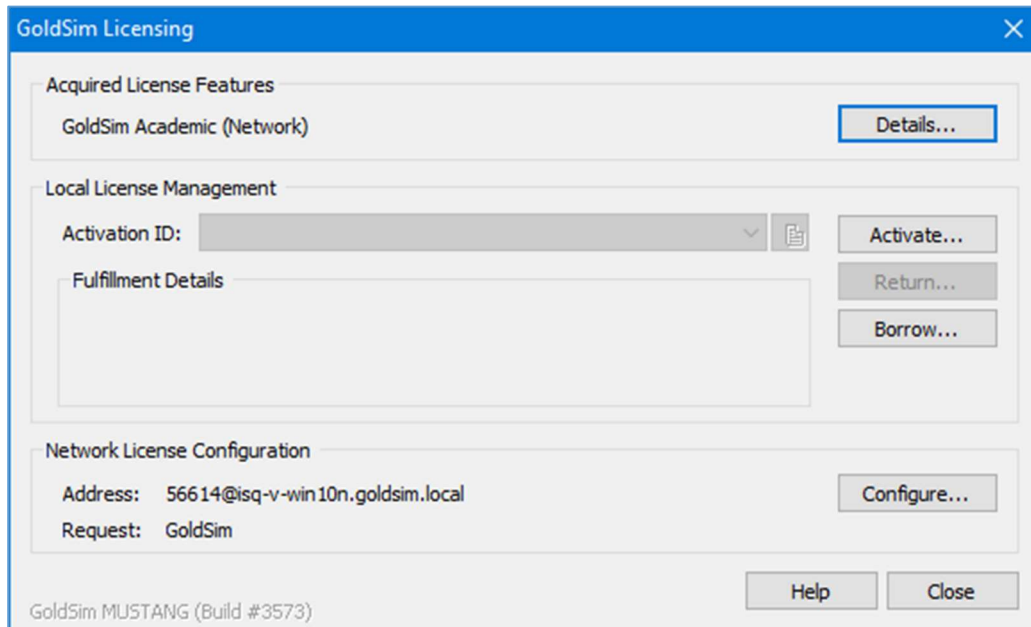 GoldSim Licensing
Acquired License Features
GoldSim Academic (Network)
Details...
Local License Management
Activation ID:
Activate...
Fulfillment Details
Return...
Borrow...
Network License Configuration
Address: 56614@isq-v-win10n.goldsim.local
Configure...
Request: GoldSim
Help Close
GoldSim MUSTANG (Build #3573)